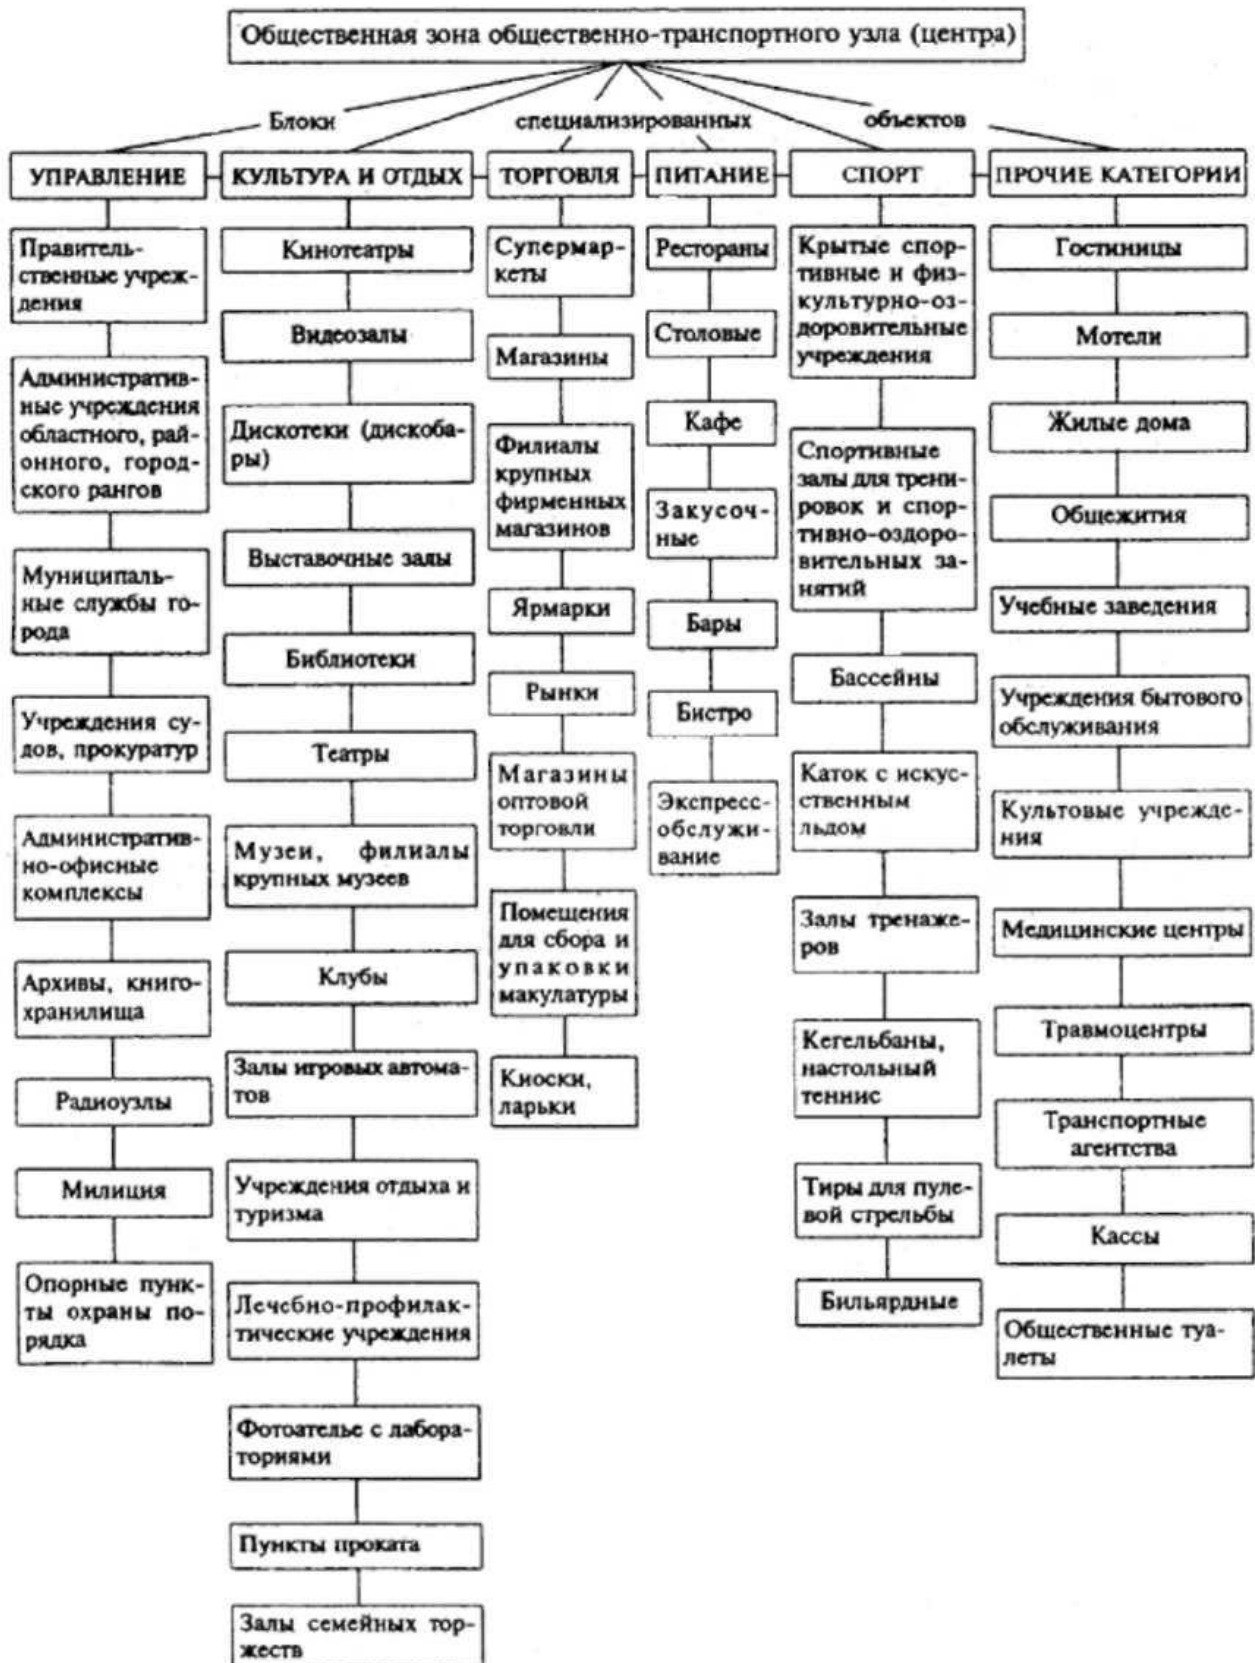 Общественная зона общественно-транспортного узла (центра)
Блоки специализированных объектов
УПРАВЛЕНИЕ
Правитель-
ственные учреж-
дения
Административ-
ные учреждения
областного, рай-
онного, город-
ского рангов
Муниципаль-
ные службы го-
рода
Учреждения су-
дов, прокуратур
Административ-
но-офисные
комплексы
Архивы, книго-
хранилища
Радиоузлы
Милиция
Опорные пунк-
ты охраны по-
рядка
КУЛЬТУРА И ОТДЫХ
Кинотеатры
Видеозалы
Дискотеки (дискоба-
ры)
Выставочные залы
Библиотеки
Театры
Музеи, филиалы
крупных музеев
Клубы
Залы игровых автома-
тов
Учреждения отдыха и
туризма
Лечебно-профилак-
тические учреждения
Фотоателье с лабора-
ториями
Пункты проката
Залы семейных тор-
жеств
ТОРГОВЛЯ
Супермар-
кеты
Магазины
Филиалы
крупных
фирменных
магазинов
Ярмарки
Рынки
Магазины
оптовой
торговли
Помещения
для сбора и
упаковки
макулатуры
Киоски,
ларьки
ПИТАНИЕ
Рестораны
Столовые
Кафе
Закусоч-
ные
Бары
Бистро
Экспресс-
обслужи-
вание
СПОРТ
Крытые спор-
тивные и физ-
культурно-оз-
доровительные
учреждения
Спортивные
залы для трени-
ровок и спор-
тивно-оздоро-
вительных за-
нятий
Бассейны
Каток с искус-
ственным
льдом
Залы тренаже-
ров
Кегельбаны,
настольный
теннис
Тиры для пуле-
вой стрельбы
Бильярдные
ПРОЧИЕ КАТЕГОРИИ
Гостиницы
Мотели
Жилые дома
Общежития
Учебные заведения
Учреждения бытового
обслуживания
Культовые учрежде-
ния
Медицинские центры
Травмоцентры
Транспортные
агентства
Кассы
Общественные туа-
леты